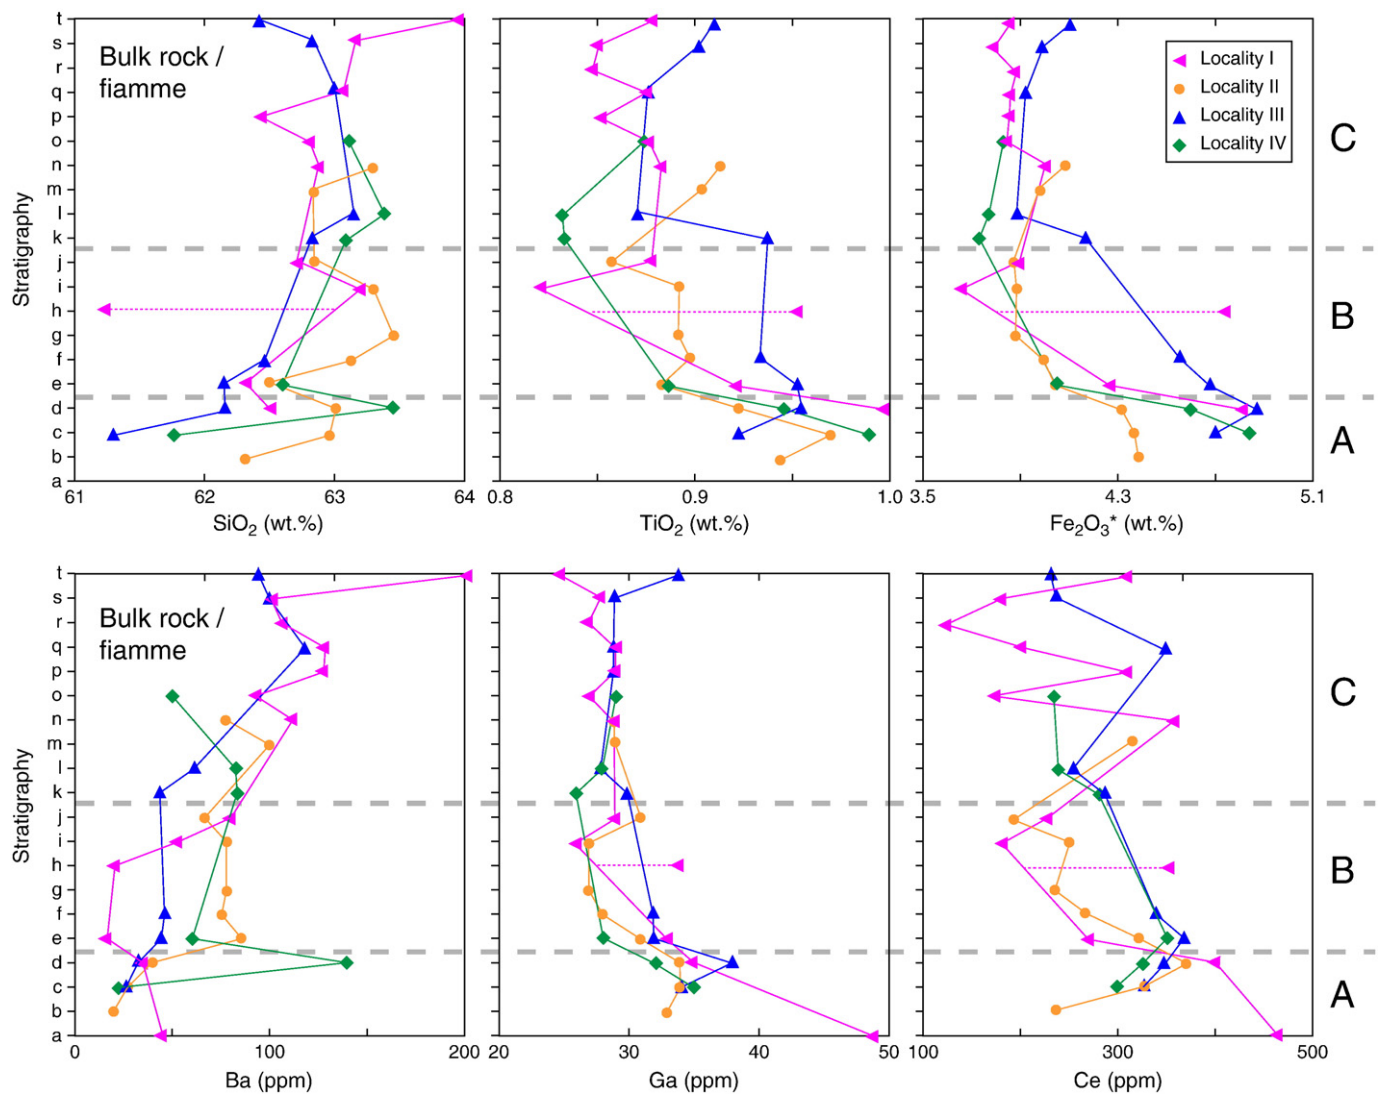 t
s
r
q
p
o
n
m
l
k
j
i
h
g
f
e
d
c
b
a
Stratigraphy
Bulk rock /
fiamme
61 62 63 64
SiO2 (wt.%)
0.8 0.9 1.0
TiO2 (wt.%)
3.5 4.3 5.1
Fe2O3* (wt.%)
Locality I
Locality II
Locality III
Locality IV
C
B
A
t
s
r
q
p
o
n
m
l
k
j
i
h
g
f
e
d
c
b
a
Stratigraphy
Bulk rock /
fiamme
0 100 200
Ba (ppm)
20 30 40 50
Ga (ppm)
100 300 500
Ce (ppm)
C
B
A